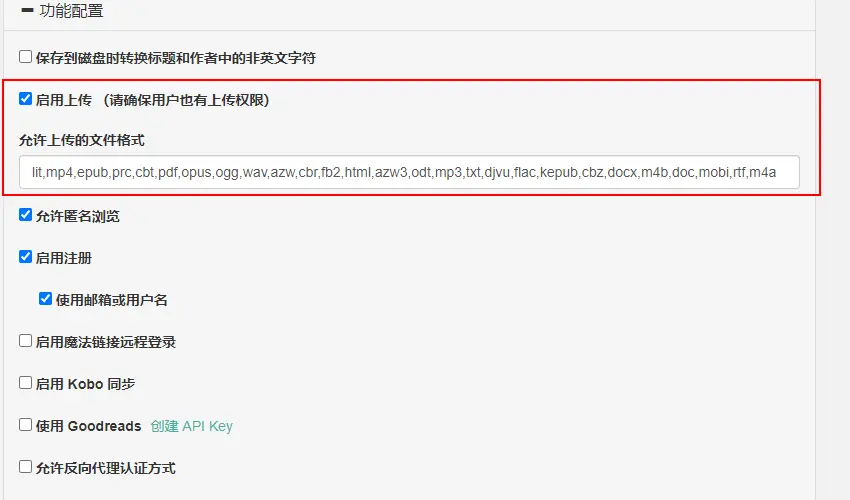 功能配置
保存到磁盘时转换标题和作者中的非英文字符
启用上传 （请确保用户也有上传权限）
允许上传的文件格式
lit,mp4,epub,prc,cbt,pdf,opus,ogg,wav,azw,cbr,fb2,html,azw3,odt,mp3,txt,djvu,flac,kepub,cbz,docx,m4b,doc,mobi,rtf,m4a
允许匿名浏览
启用注册
使用邮箱或用户名
启用魔法链接远程登录
启用 Kobo 同步
使用 Goodreads 创建 API Key
允许反向代理认证方式